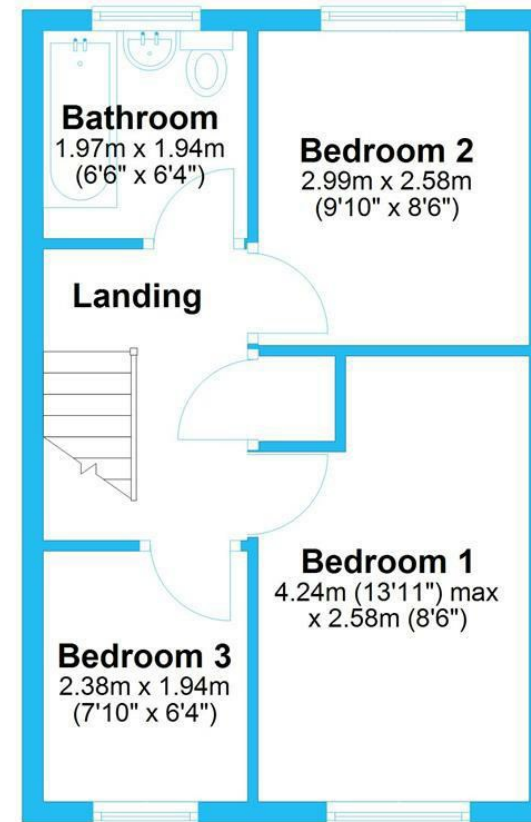 Bathroom
1.97m x 1.94m
(6'6" x 6'4")
Bedroom 2
2.99m x 2.58m
(9'10" x 8'6")
Landing
Bedroom 1
4.24m (13'11") max
x 2.58m (8'6")
Bedroom 3
2.38m x 1.94m
(7'10" x 6'4")